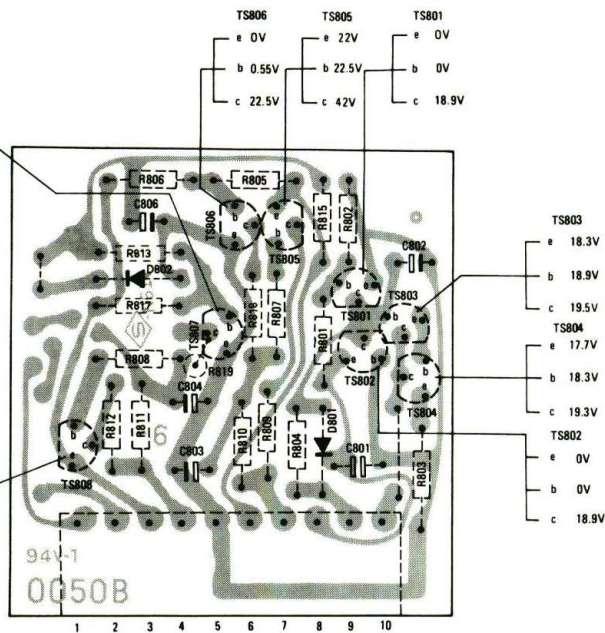 TS806
e 0V
b 0.55V
c 22.5V
TS805
e 22V
b 22.5V
c 42V
TS801
e 0V
b 0V
c 18.9V
TS803
e 18.3V
b 18.9V
c 19.5V
TS804
e 17.7V
b 18.3V
c 19.3V
TS802
e 0V
b 0V
c 18.9V
R806
R805
C806
TS806
b
c
e
b
c
e
TS805
R815
R802
C802
R813
D802
R817
S
R808
TS807
b
c
e
R819
R816
R807
R801
b
e
c
TS801
TS803
b
e
c
e
b
c
TS802
b
c
e
TS804
C804
R812
R811
6
C803
R810
R809
R804
D801
C801
R803
b
c
e
TS808
94V-1
0050B
1 2 3 4 5 6 7 8 9 10